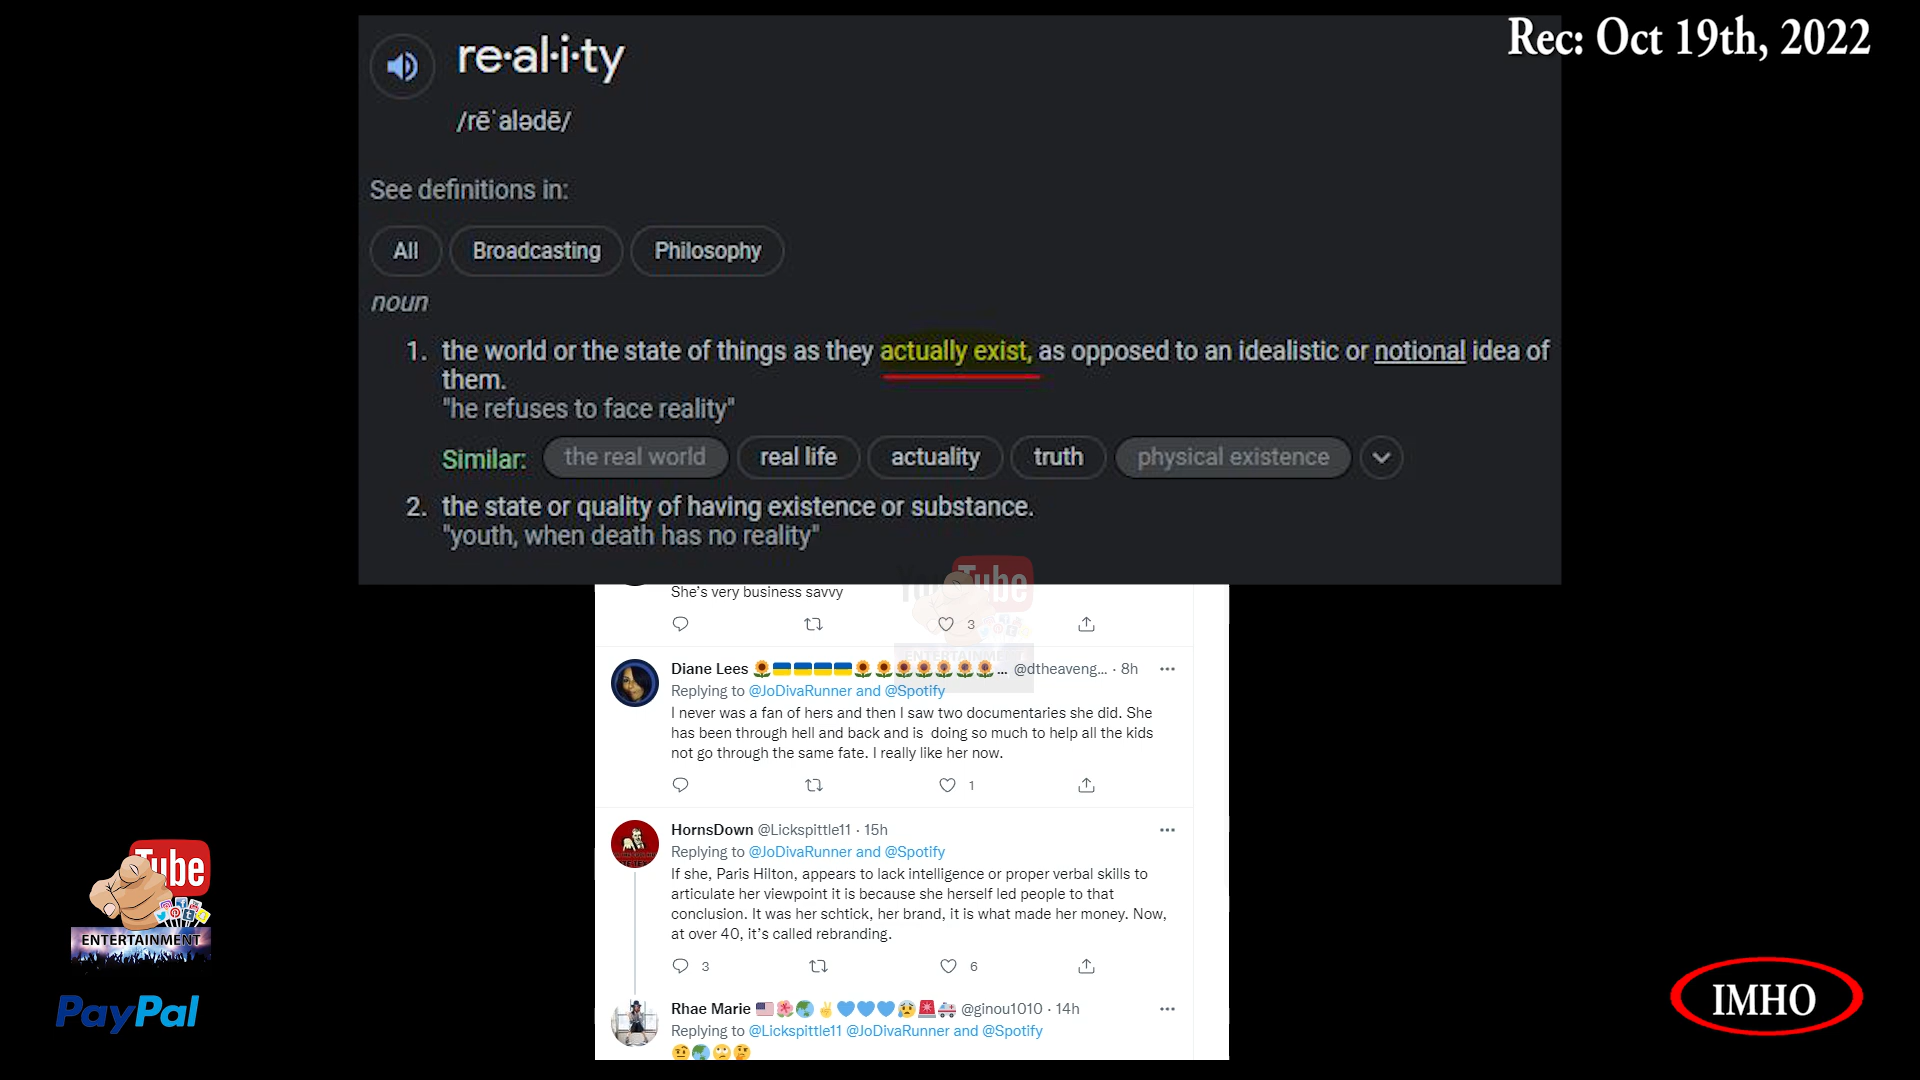 Rec: Oct 19th, 2022
re·al·i·ty
/rēˈalədē/
See definitions in:
All Broadcasting Philosophy
noun
1. the world or the state of things as they actually exist, as opposed to an idealistic or notional idea of
them.
"he refuses to face reality"
Similar: the real world real life actuality truth physical existence
2. the state or quality of having existence or substance.
"youth, when death has no reality"
She's very business savvy
3
Diane Lees ... @dtheaveng... · 8h
Replying to @JoDivaRunner and @Spotify
I never was a fan of hers and then I saw two documentaries she did. She
has been through hell and back and is doing so much to help all the kids
not go through the same fate. I really like her now.
1
HornsDown @Lickspittle11 · 15h
Replying to @JoDivaRunner and @Spotify
If she, Paris Hilton, appears to lack intelligence or proper verbal skills to
articulate her viewpoint it is because she herself led people to that
conclusion. It was her schtick, her brand, it is what made her money. Now,
at over 40, it's called rebranding.
3 6
Rhae Marie @ginou1010 · 14h
Replying to @Lickspittle11 @JoDivaRunner and @Spotify
Tube
ENTERTAINMENT
PayPal
IMHO